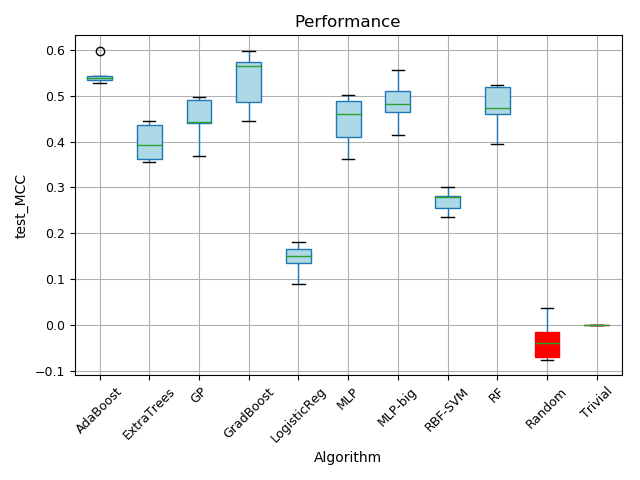 Performance
0.6
0.5
0.4
0.3
0.2
0.1
0.0
−0.1
test_MCC
AdaBoost
ExtraTrees
GP
GradBoost
LogisticReg
MLP
MLP-big
RBF-SVM
RF
Random
Trivial
Algorithm